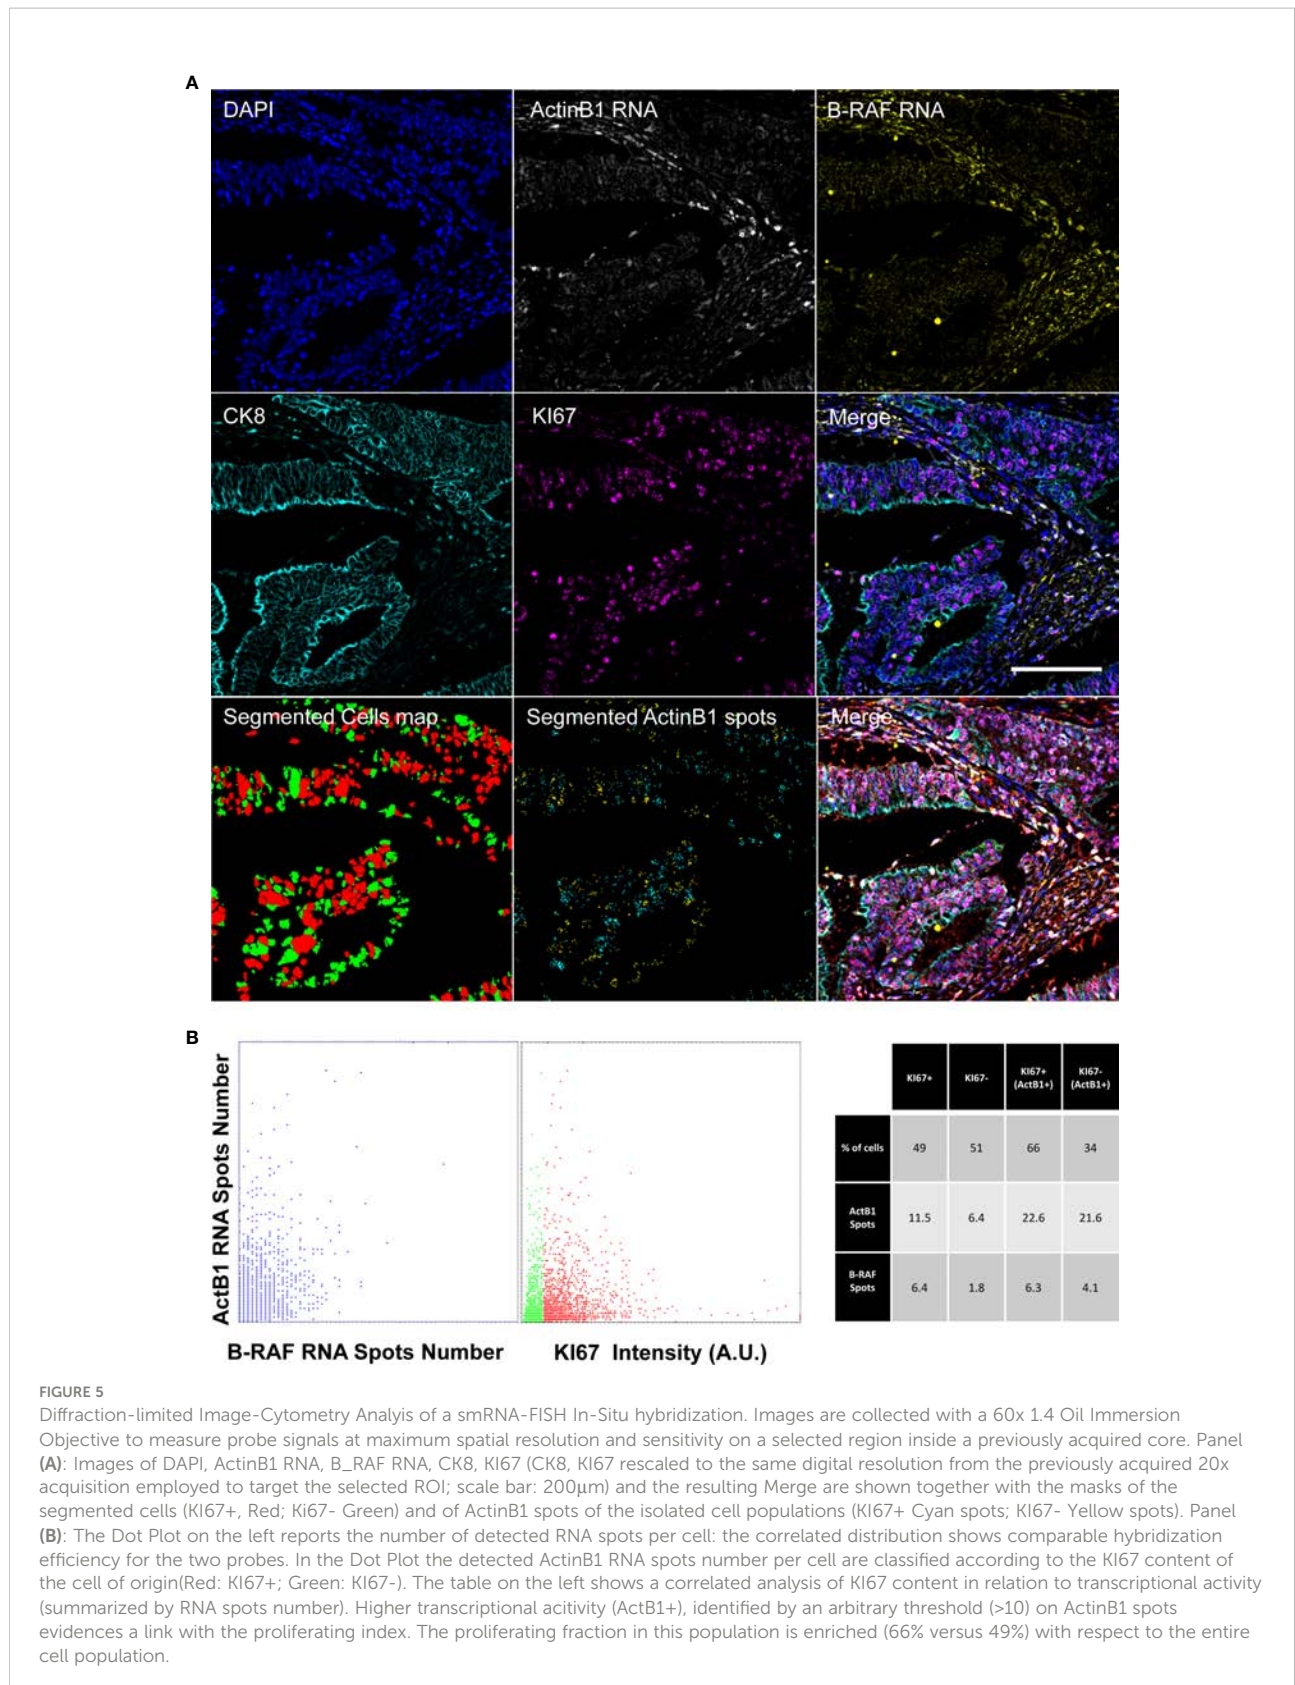 A
DAPI
ActinB1 RNA
B-RAF RNA
CK8
KI67
Merge
Segmented Cells map
Segmented ActinB1 spots
Merge
B
ActB1 RNA Spots Number
B-RAF RNA Spots Number
KI67 Intensity (A.U.)
KI67+ KI67- KI67+ (ActB1+) KI67- (ActB1+)
% of cells 49 51 66 34
ActB1 Spots 11.5 6.4 22.6 21.6
B-RAF Spots 6.4 1.8 6.3 4.1
FIGURE 5
Diffraction-limited Image-Cytometry Analyis of a smRNA-FISH In-Situ hybridization. Images are collected with a 60x 1.4 Oil Immersion
Objective to measure probe signals at maximum spatial resolution and sensitivity on a selected region inside a previously acquired core. Panel
(A): Images of DAPI, ActinB1 RNA, B_RAF RNA, CK8, KI67 (CK8, KI67 rescaled to the same digital resolution from the previously acquired 20x
acquisition employed to target the selected ROI; scale bar: 200μm) and the resulting Merge are shown together with the masks of the
segmented cells (KI67+, Red; Ki67- Green) and of ActinB1 spots of the isolated cell populations (KI67+ Cyan spots; KI67- Yellow spots). Panel
(B): The Dot Plot on the left reports the number of detected RNA spots per cell: the correlated distribution shows comparable hybridization
efficiency for the two probes. In the Dot Plot the detected ActinB1 RNA spots number per cell are classified according to the KI67 content of
the cell of origin(Red: KI67+; Green: KI67-). The table on the left shows a correlated analysis of KI67 content in relation to transcriptional activity
(summarized by RNA spots number). Higher transcriptional acitivity (ActB1+), identified by an arbitrary threshold (>10) on ActinB1 spots
evidences a link with the proliferating index. The proliferating fraction in this population is enriched (66% versus 49%) with respect to the entire
cell population.